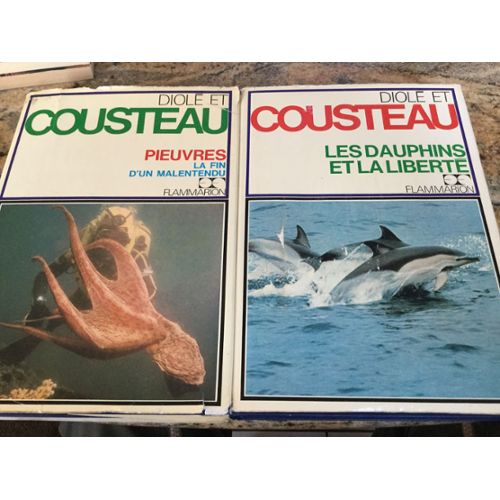 DIOLÉ ET
COUSTEAU
PIEUVRES
LA FIN
D'UN MALENTENDU
FLAMMARION
DIOLÉ ET
COUSTEAU
LES DAUPHINS
ET LA LIBERTÉ
FLAMMARION